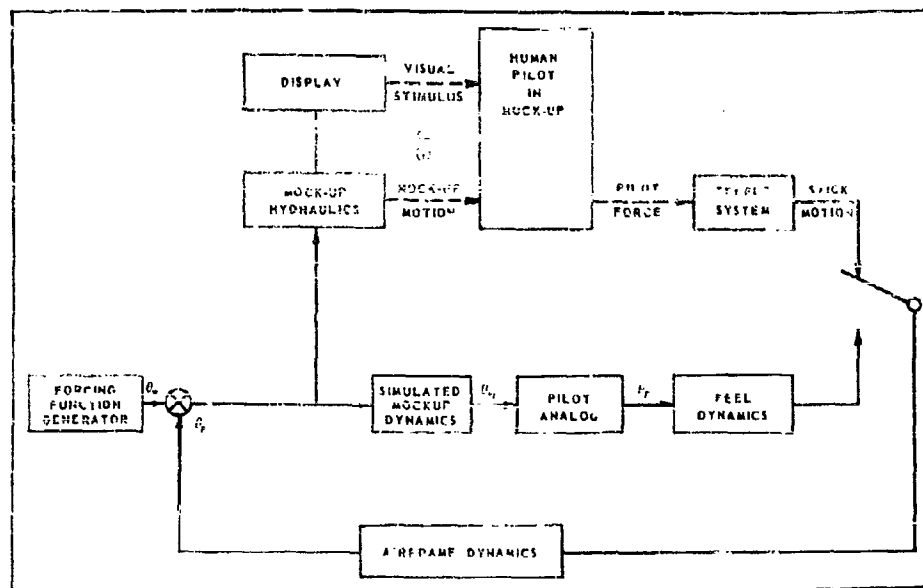 DISPLAY
VISUAL
STIMULUS
HUMAN
PILOT
IN
MOCK-UP
MOCK-UP
HYDRAULICS
MOCK-UP
MOTION
PILOT
FORCE
SYSTEM
STICK
MOTION
FORCING
FUNCTION
GENERATOR
SIMULATED
MOCKUP
DYNAMICS
PILOT
ANALOG
FEEL
DYNAMICS
AIRFRAME DYNAMICS